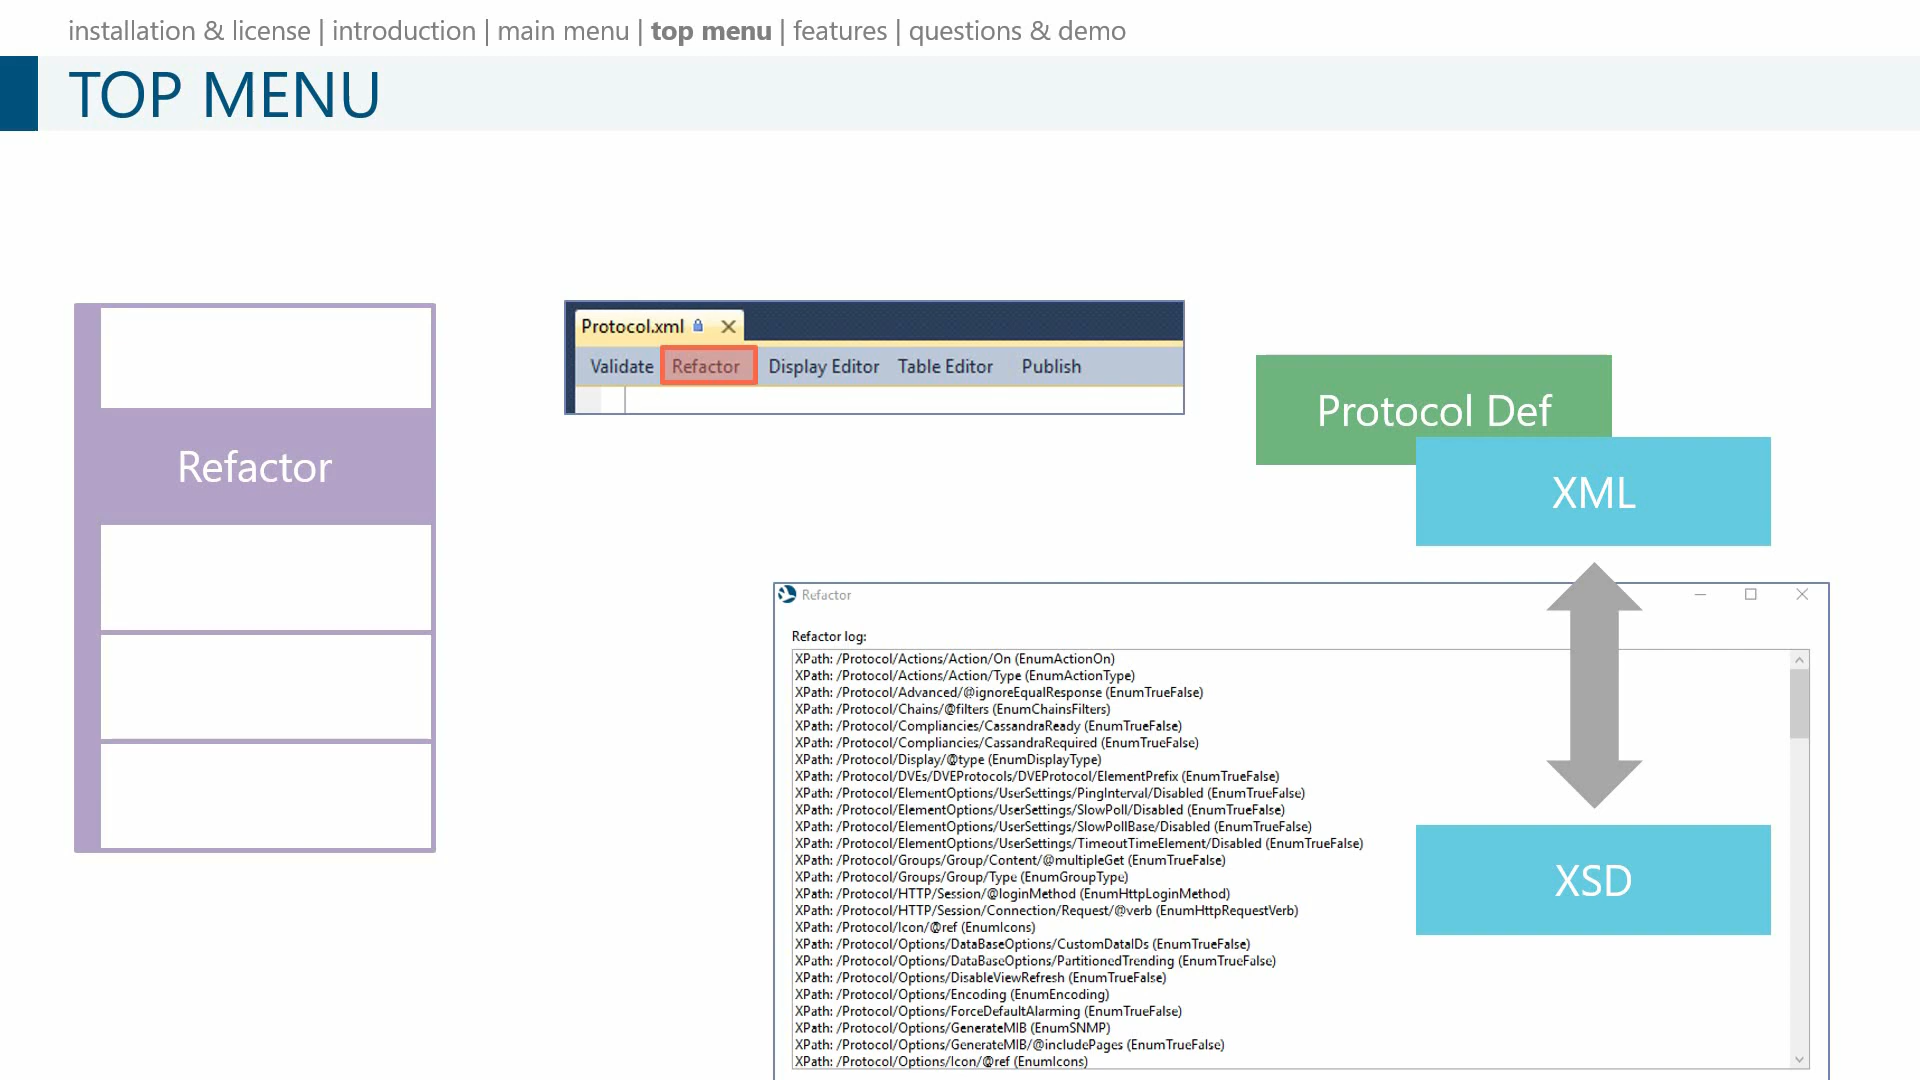 installation & license | introduction | main menu | top menu | features | questions & demo
TOP MENU
Refactor
Protocol.xml
Validate Refactor Display Editor Table Editor Publish
Protocol Def
XML
XSD
Refactor
Refactor log:
XPath: /Protocol/Actions/Action/On (EnumActionOn)
XPath: /Protocol/Actions/Action/Type (EnumActionType)
XPath: /Protocol/Advanced/@ignoreEqualResponse (EnumTrueFalse)
XPath: /Protocol/Chains/@filters (EnumChainsFilters)
XPath: /Protocol/Compliancies/CassandraReady (EnumTrueFalse)
XPath: /Protocol/Compliancies/CassandraRequired (EnumTrueFalse)
XPath: /Protocol/Display/@type (EnumDisplayType)
XPath: /Protocol/DVEs/DVEProtocols/DVEProtocol/ElementPrefix (EnumTrueFalse)
XPath: /Protocol/ElementOptions/UserSettings/PingInterval/Disabled (EnumTrueFalse)
XPath: /Protocol/ElementOptions/UserSettings/SlowPoll/Disabled (EnumTrueFalse)
XPath: /Protocol/ElementOptions/UserSettings/SlowPollBase/Disabled (EnumTrueFalse)
XPath: /Protocol/ElementOptions/UserSettings/TimeoutTimeElement/Disabled (EnumTrueFalse)
XPath: /Protocol/Groups/Group/Content/@multipleGet (EnumTrueFalse)
XPath: /Protocol/Groups/Group/Type (EnumGroupType)
XPath: /Protocol/HTTP/Session/@loginMethod (EnumHttpLoginMethod)
XPath: /Protocol/HTTP/Session/Connection/Request/@verb (EnumHttpRequestVerb)
XPath: /Protocol/Icon/@ref (EnumIcons)
XPath: /Protocol/Options/DataBaseOptions/CustomDataIDs (EnumTrueFalse)
XPath: /Protocol/Options/DataBaseOptions/PartitionedTrending (EnumTrueFalse)
XPath: /Protocol/Options/DisableViewRefresh (EnumTrueFalse)
XPath: /Protocol/Options/Encoding (EnumEncoding)
XPath: /Protocol/Options/ForceDefaultAlarming (EnumTrueFalse)
XPath: /Protocol/Options/GenerateMIB (EnumSNMP)
XPath: /Protocol/Options/GenerateMIB/@includePages (EnumTrueFalse)
XPath: /Protocol/Options/Icon/@ref (EnumIcons)